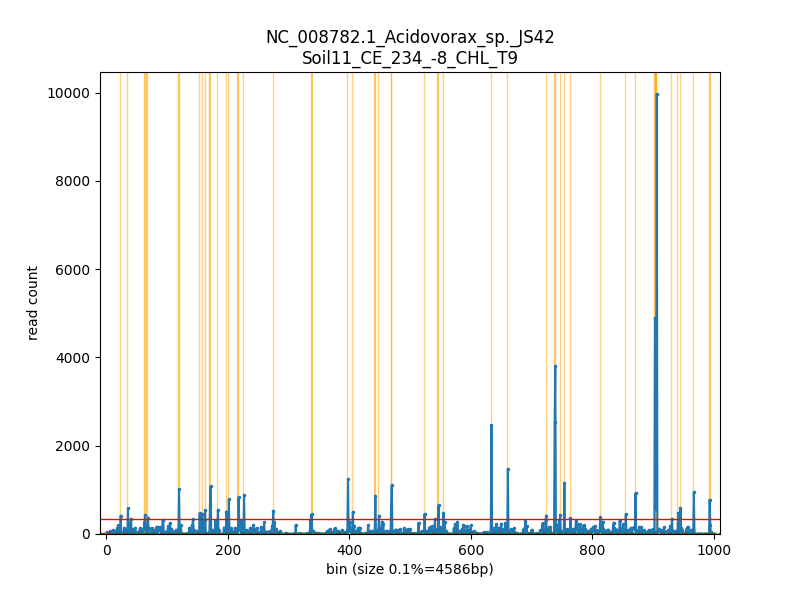 NC_008782.1_Acidovorax_sp._JS42
Soil11_CE_234_-8_CHL_T9
10000
8000
6000
4000
2000
0
read count
0 200 400 600 800 1000
bin (size 0.1%=4586bp)